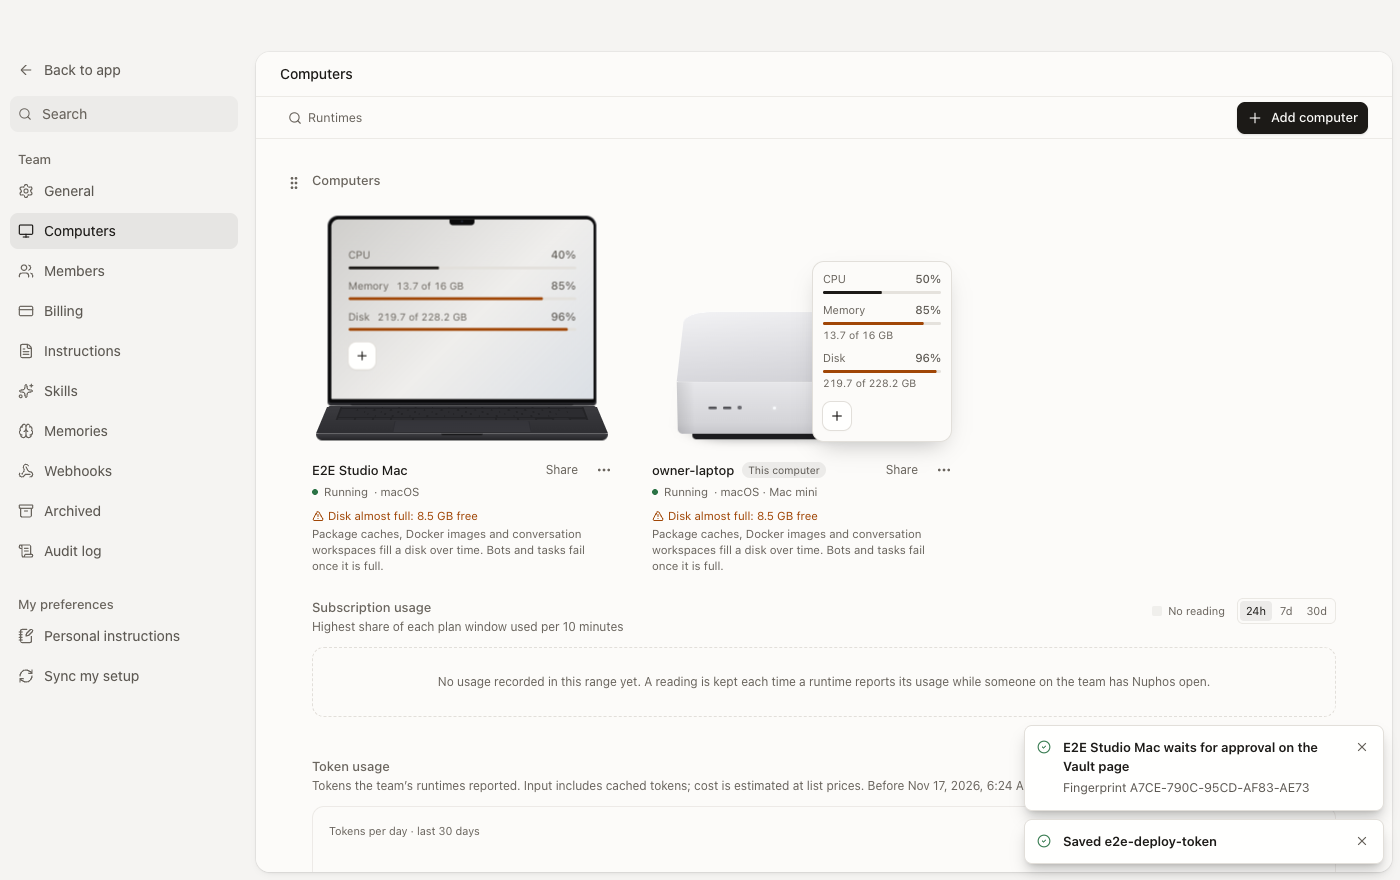 Back to app
Search
Team
General
Computers
Members
Billing
Instructions
Skills
Memories
Webhooks
Archived
Audit log
My preferences
Personal instructions
Sync my setup
Computers
Runtimes
Add computer
Computers
CPU 40%
Memory 13.7 of 16 GB 85%
Disk 219.7 of 228.2 GB 96%
CPU 50%
Memory 85%
13.7 of 16 GB
Disk 96%
219.7 of 228.2 GB
E2E Studio Mac Share
Running · macOS
Disk almost full: 8.5 GB free
Package caches, Docker images and conversation
workspaces fill a disk over time. Bots and tasks fail
once it is full.
owner-laptop This computer Share
Running · macOS · Mac mini
Disk almost full: 8.5 GB free
Package caches, Docker images and conversation
workspaces fill a disk over time. Bots and tasks fail
once it is full.
Subscription usage
Highest share of each plan window used per 10 minutes
No reading 24h 7d 30d
No usage recorded in this range yet. A reading is kept each time a runtime reports its usage while someone on the team has Nuphos open.
Token usage
Tokens the team's runtimes reported. Input includes cached tokens; cost is estimated at list prices. Before Nov 17, 2026, 6:24 A
Tokens per day · last 30 days
E2E Studio Mac waits for approval on the
Vault page
Fingerprint A7CE-790C-95CD-AF83-AE73
Saved e2e-deploy-token